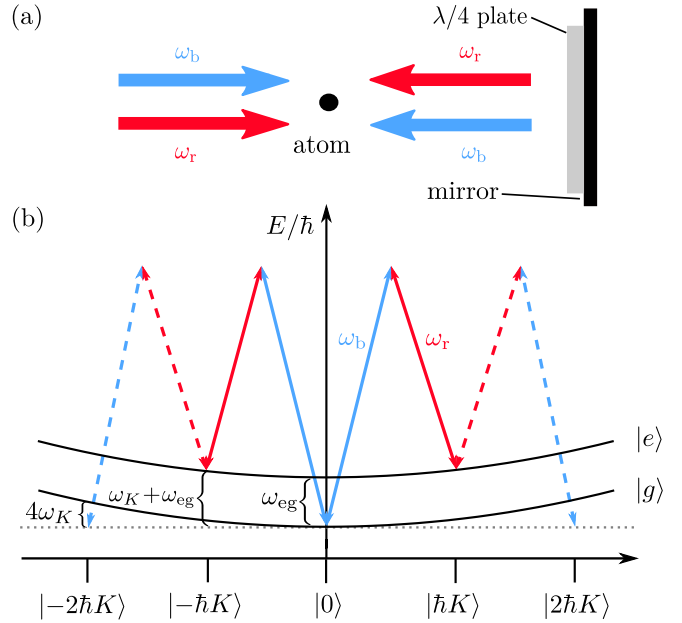 (a)
λ/4 plate
ω_b
ω_r
atom
ω_r
ω_b
mirror
(b)
E/ħ
ω_b
ω_r
|e⟩
ω_K + ω_eg
ω_eg
|g⟩
4ω_K
|−2ħK⟩
|−ħK⟩
|0⟩
|ħK⟩
|2ħK⟩